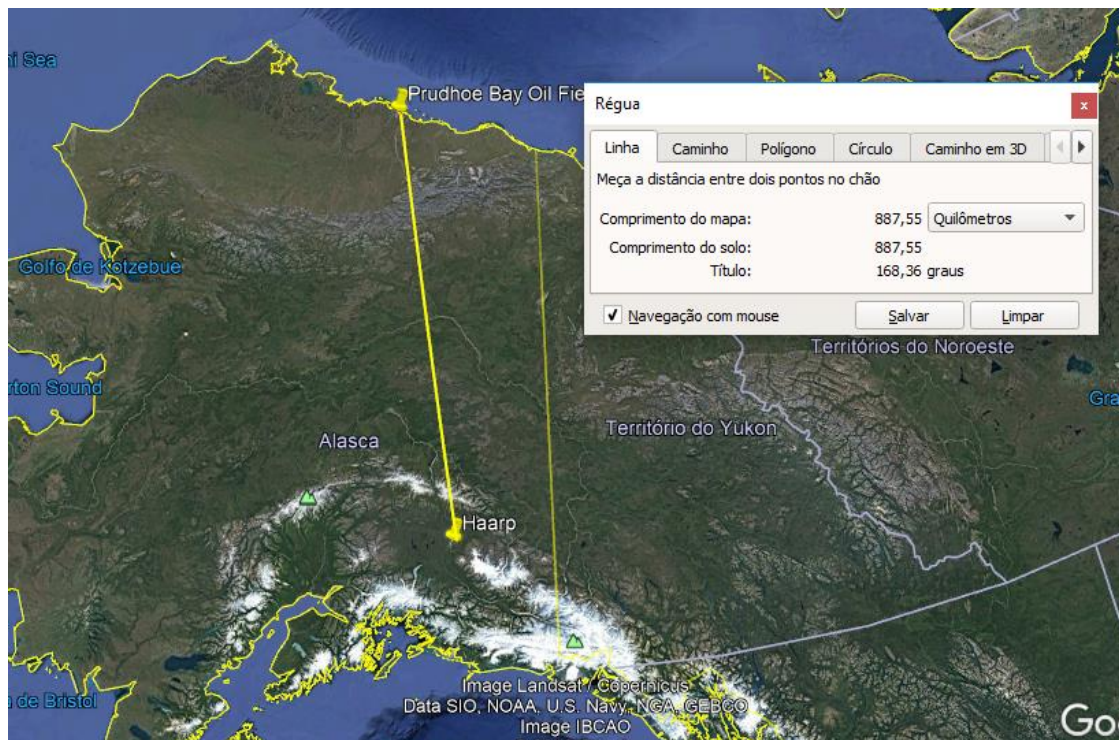 ni Sea
Prudhoe Bay Oil Fie
Régua
x
Linha
Caminho
Polígono
Círculo
Caminho em 3D
Meça a distância entre dois pontos no chão
Comprimento do mapa: 887,55 Quilômetros
Comprimento do solo: 887,55
Título: 168,36 graus
Navegação com mouse
Salvar
Limpar
Golfo de Kotzebue
Territórios do Noroeste
rton Sound
Gra
Alasca
Território do Yukon
Haarp
a de Bristol
Image Landsat / Copernicus
Data SIO, NOAA, U.S. Navy, NGA, GEBCO
Image IBCAO
Go